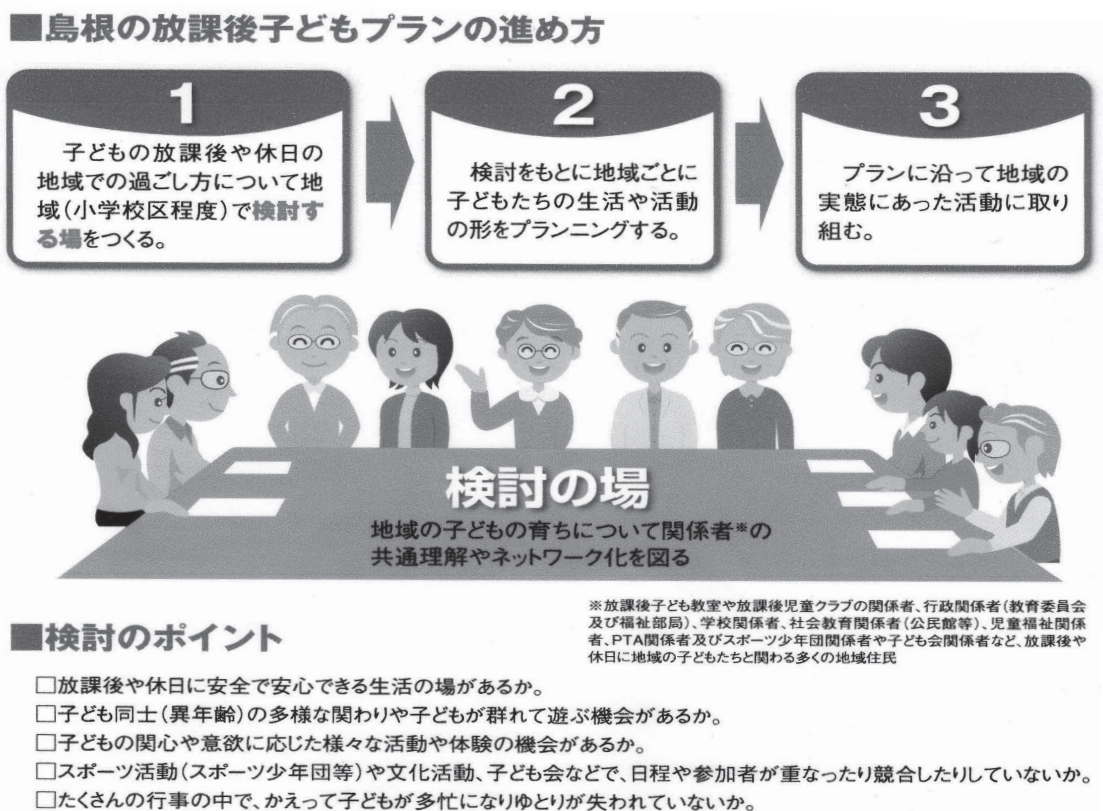 ■島根の放課後子どもプランの進め方
1
子どもの放課後や休日の
地域での過ごし方について地
域(小学校区程度)で検討す
る場をつくる。
2
検討をもとに地域ごとに
子どもたちの生活や活動
の形をプランニングする。
3
プランに沿って地域の
実態にあった活動に取り
組む。
検討の場
地域の子どもの育ちについて関係者※の
共通理解やネットワーク化を図る
※放課後子ども教室や放課後児童クラブの関係者、行政関係者(教育委員会
及び福祉部局)、学校関係者、社会教育関係者(公民館等)、児童福祉関係
者、PTA関係者及びスポーツ少年団関係者や子ども会関係者など、放課後や
休日に地域の子どもたちと関わる多くの地域住民
■検討のポイント
□放課後や休日に安全で安心できる生活の場があるか。
□子ども同士(異年齢)の多様な関わりや子どもが群れて遊ぶ機会があるか。
□子どもの関心や意欲に応じた様々な活動や体験の機会があるか。
□スポーツ活動(スポーツ少年団等)や文化活動、子ども会などで、日程や参加者が重なったり競合したりしていないか。
□たくさんの行事の中で、かえって子どもが多忙になりゆとりが失われていないか。